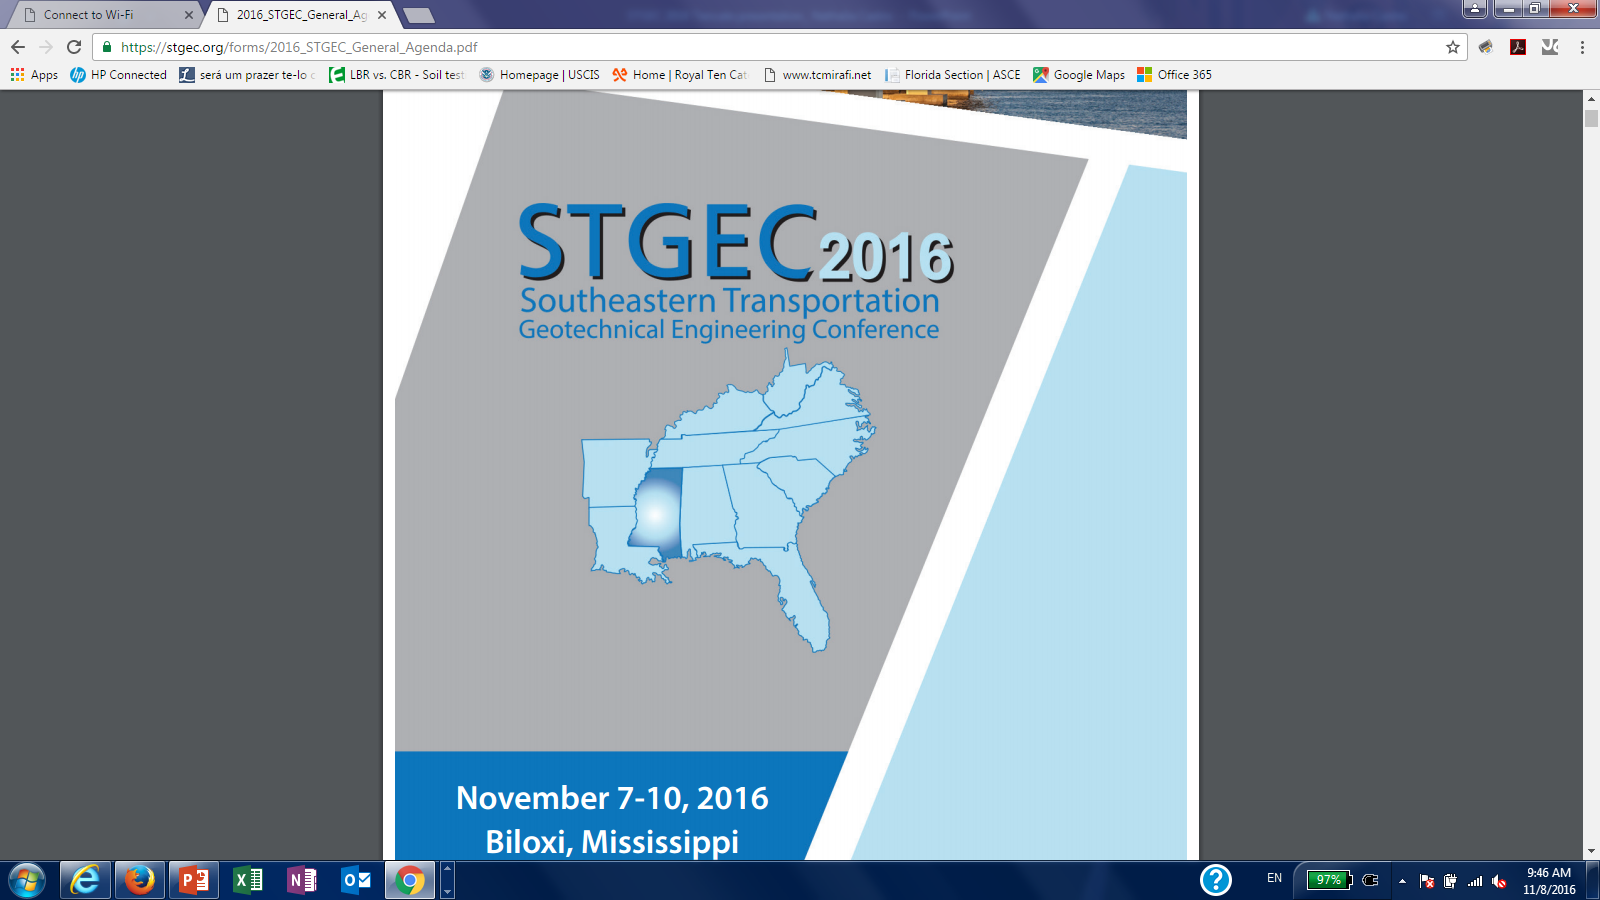 Connect to Wi-Fi
2016_STGEC_General_Ag
https://stgec.org/forms/2016_STGEC_General_Agenda.pdf
Apps
HP Connected
será um prazer te-lo c
LBR vs. CBR - Soil test
Homepage | USCIS
Home | Royal Ten Cat
www.tcmirafi.net
Florida Section | ASCE
Google Maps
Office 365
STGEC 2016
Southeastern Transportation
Geotechnical Engineering Conference
November 7-10, 2016
Biloxi, Mississippi
EN
97%
9:46 AM
11/8/2016